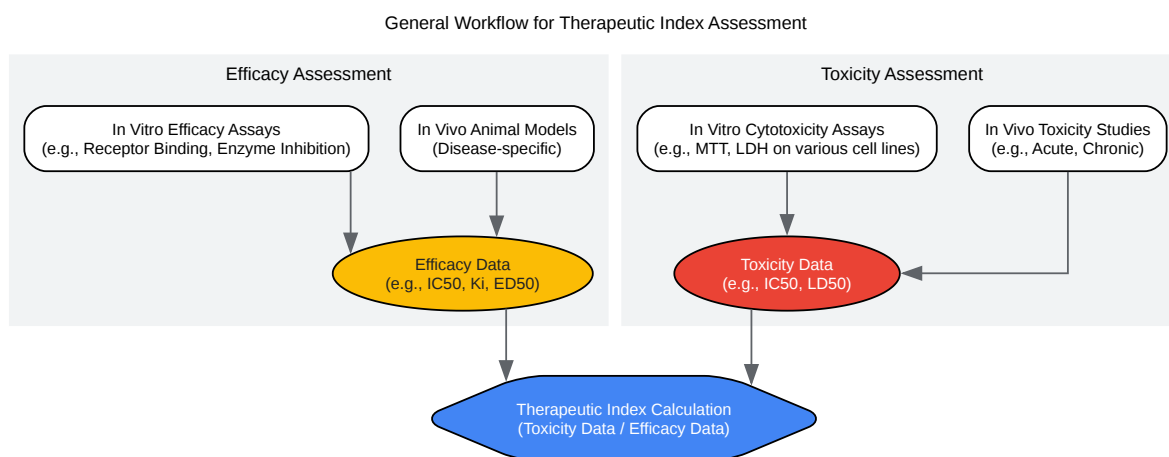 General Workflow for Therapeutic Index Assessment
Efficacy Assessment
In Vitro Efficacy Assays
(e.g., Receptor Binding, Enzyme Inhibition)
In Vivo Animal Models
(Disease-specific)
Efficacy Data
(e.g., IC50, Ki, ED50)
Toxicity Assessment
In Vitro Cytotoxicity Assays
(e.g., MTT, LDH on various cell lines)
In Vivo Toxicity Studies
(e.g., Acute, Chronic)
Toxicity Data
(e.g., IC50, LD50)
Therapeutic Index Calculation
(Toxicity Data / Efficacy Data)